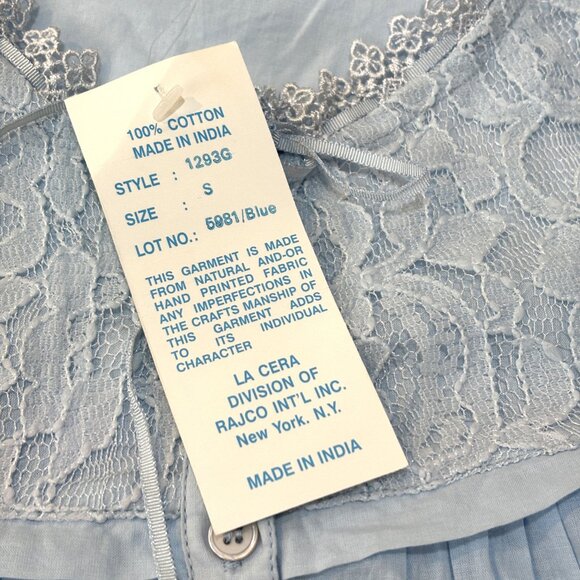 100% COTTON
MADE IN INDIA
STYLE : 1293G
SIZE : S
LOT NO.: 5981/Blue
THIS GARMENT IS MADE
FROM NATURAL AND-OR
HAND PRINTED FABRIC
ANY IMPERFECTIONS IN
THE CRAFTS MANSHIP OF
THIS GARMENT ADDS
TO ITS INDIVIDUAL
CHARACTER
LA CERA
DIVISION OF
RAJCO INT'L INC.
New York. N.Y.
MADE IN INDIA